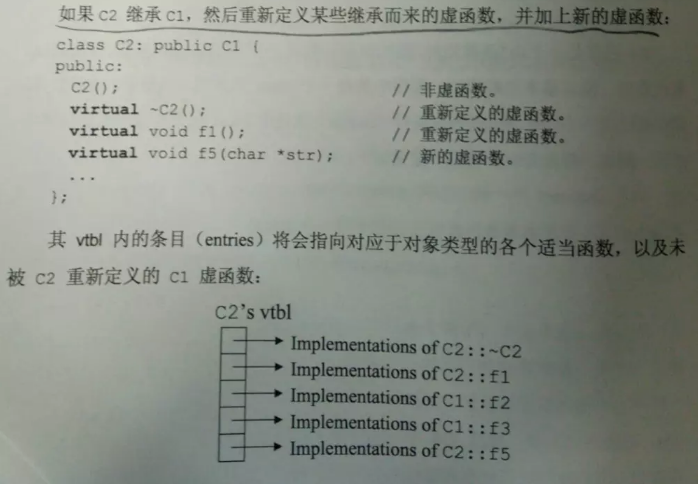 如果 C2 继承 C1，然后重新定义某些继承而来的虚函数，并加上新的虚函数：
class C2: public C1 {
public:
C2(); // 非虚函数。
virtual ~C2(); // 重新定义的虚函数。
virtual void f1(); // 重新定义的虚函数。
virtual void f5(char *str); // 新的虚函数。
...
};
其 vtbl 内的条目（entries）将会指向对应于对象类型的各个适当函数，以及未
被 C2 重新定义的 C1 虚函数：
C2's vtbl
Implementations of C2::~C2
Implementations of C2::f1
Implementations of C1::f2
Implementations of C1::f3
Implementations of C2::f5